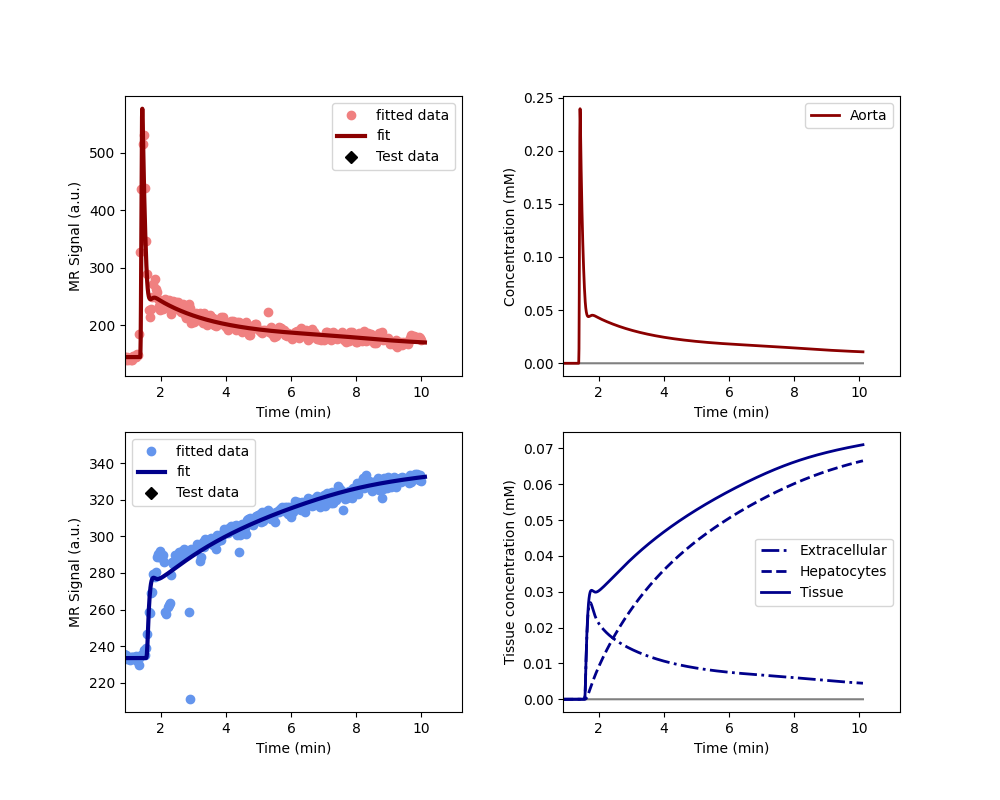 MR Signal (a.u.)
500
400
300
200
fitted data
fit
Test data
2
4
6
8
10
Time (min)
Concentration (mM)
0.25
0.20
0.15
0.10
0.05
0.00
Aorta
2
4
6
8
10
Time (min)
MR Signal (a.u.)
340
320
300
280
260
240
220
fitted data
fit
Test data
2
4
6
8
10
Time (min)
Tissue concentration (mM)
0.07
0.06
0.05
0.04
0.03
0.02
0.01
0.00
Extracellular
Hepatocytes
Tissue
2
4
6
8
10
Time (min)